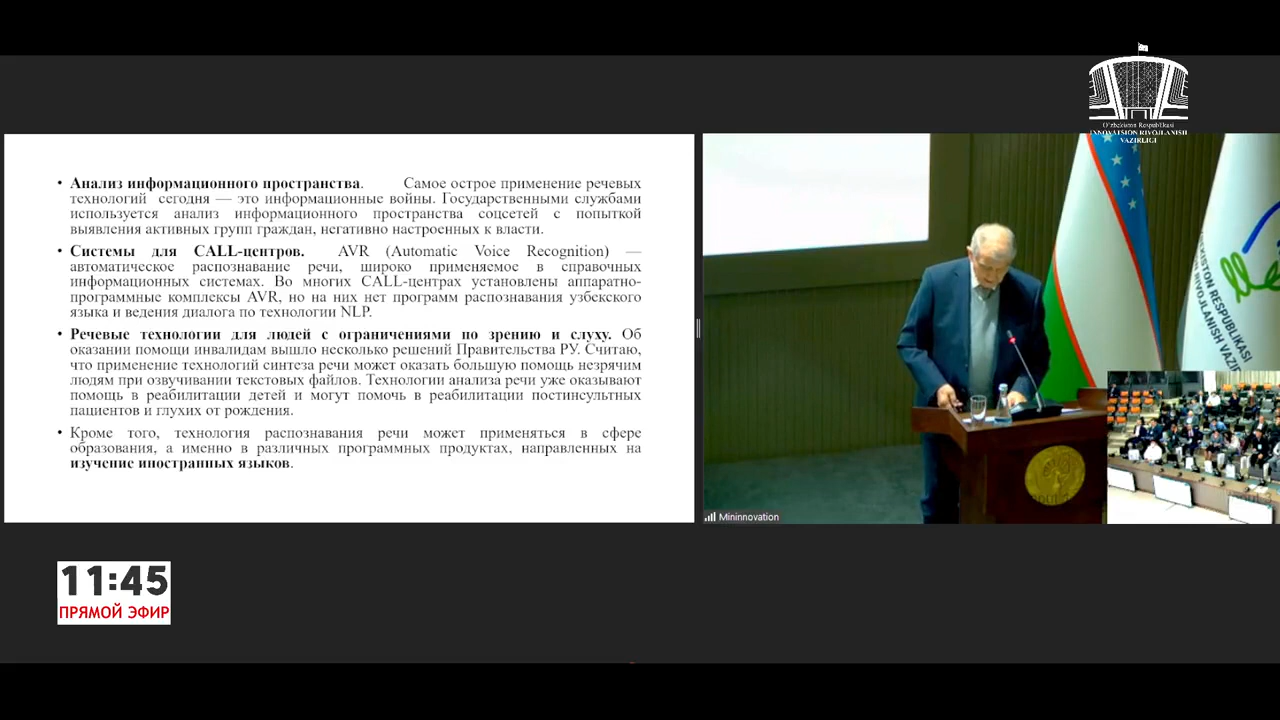 O'zbekiston Respublikasi
INNOVATSION RIVOJLANISH
VAZIRLIGI
• Анализ информационного пространства. Самое острое применение речевых
технологий сегодня — это информационные войны. Государственными службами
используется анализ информационного пространства соцсетей с попыткой
выявления активных групп граждан, негативно настроенных к власти.
• Системы для CALL-центров. AVR (Automatic Voice Recognition) —
автоматическое распознавание речи, широко применяемое в справочных
информационных системах. Во многих CALL-центрах установлены аппаратно-
программные комплексы AVR, но на них нет программ распознавания узбекского
языка и ведения диалога по технологии NLP.
• Речевые технологии для людей с ограничениями по зрению и слуху. Об
оказании помощи инвалидам вышло несколько решений Правительства РУ. Считаю,
что применение технологий синтеза речи может оказать большую помощь незрячим
людям при озвучивании текстовых файлов. Технологии анализа речи уже оказывают
помощь в реабилитации детей и могут помочь в реабилитации постинсультных
пациентов и глухих от рождения.
• Кроме того, технология распознавания речи может применяться в сфере
образования, а именно в различных программных продуктах, направленных на
изучение иностранных языков.
RESPUBLIKASI
RIVOJLANISH
Mininnovation
11:45
ПРЯМОЙ ЭФИР